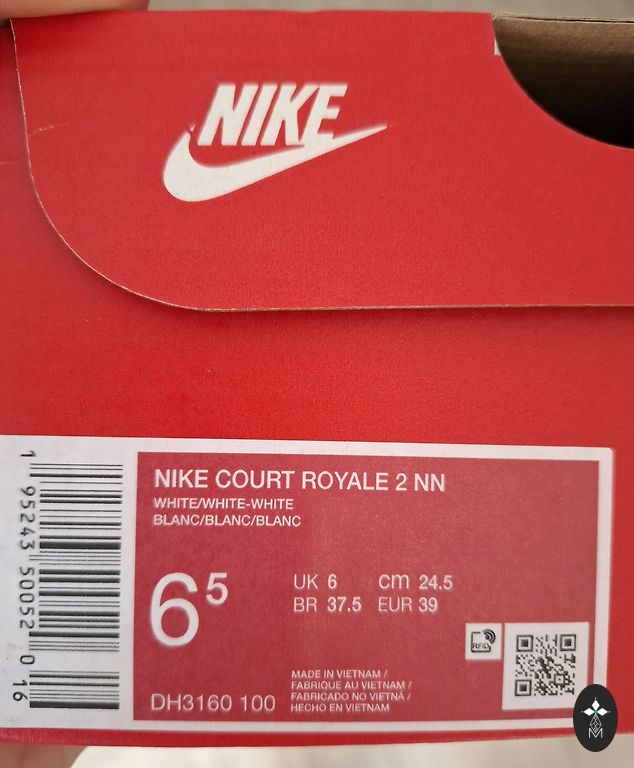 NIKE
NIKE COURT ROYALE 2 NN
WHITE/WHITE-WHITE
BLANC/BLANC/BLANC
6⁵
UK 6 cm 24.5
BR 37.5 EUR 39
RFID
MADE IN VIETNAM /
FABRIQUE AU VIETNAM /
FABRICADO NO VIETNÃ /
HECHO EN VIETNAM
DH3160 100
1 95243 50052 0 16
M